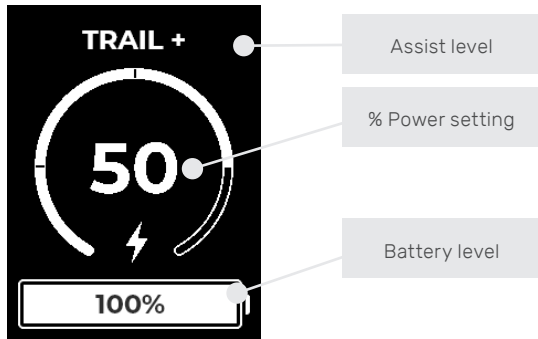 TRAIL +
Assist level
% Power setting
50
Battery level
100%